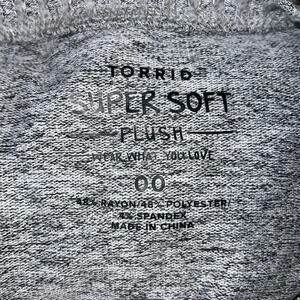 TORRID
SUPER SOFT
PLUSH
WEAR WHAT YOU LOVE
00
48% RAYON/48% POLYESTER/
4% SPANDEX
MADE IN CHINA